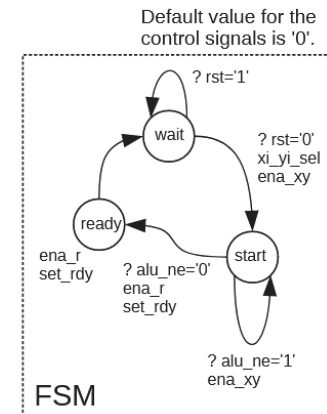 Default value for the
control signals is '0'.
? rst='1'
wait
? rst='0'
xi_yi_sel
ena_xy
ready
start
ena_r
set_rdy
? alu_ne='0'
ena_r
set_rdy
? alu_ne='1'
ena_xy
FSM